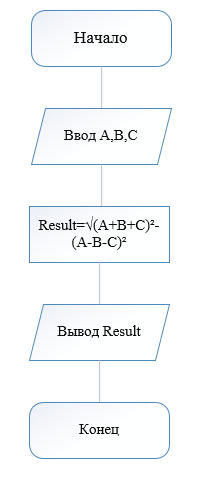 Начало
Ввод A,B,C
Result=√(A+B+C)²-
(A-B-C)²
Вывод Result
Конец